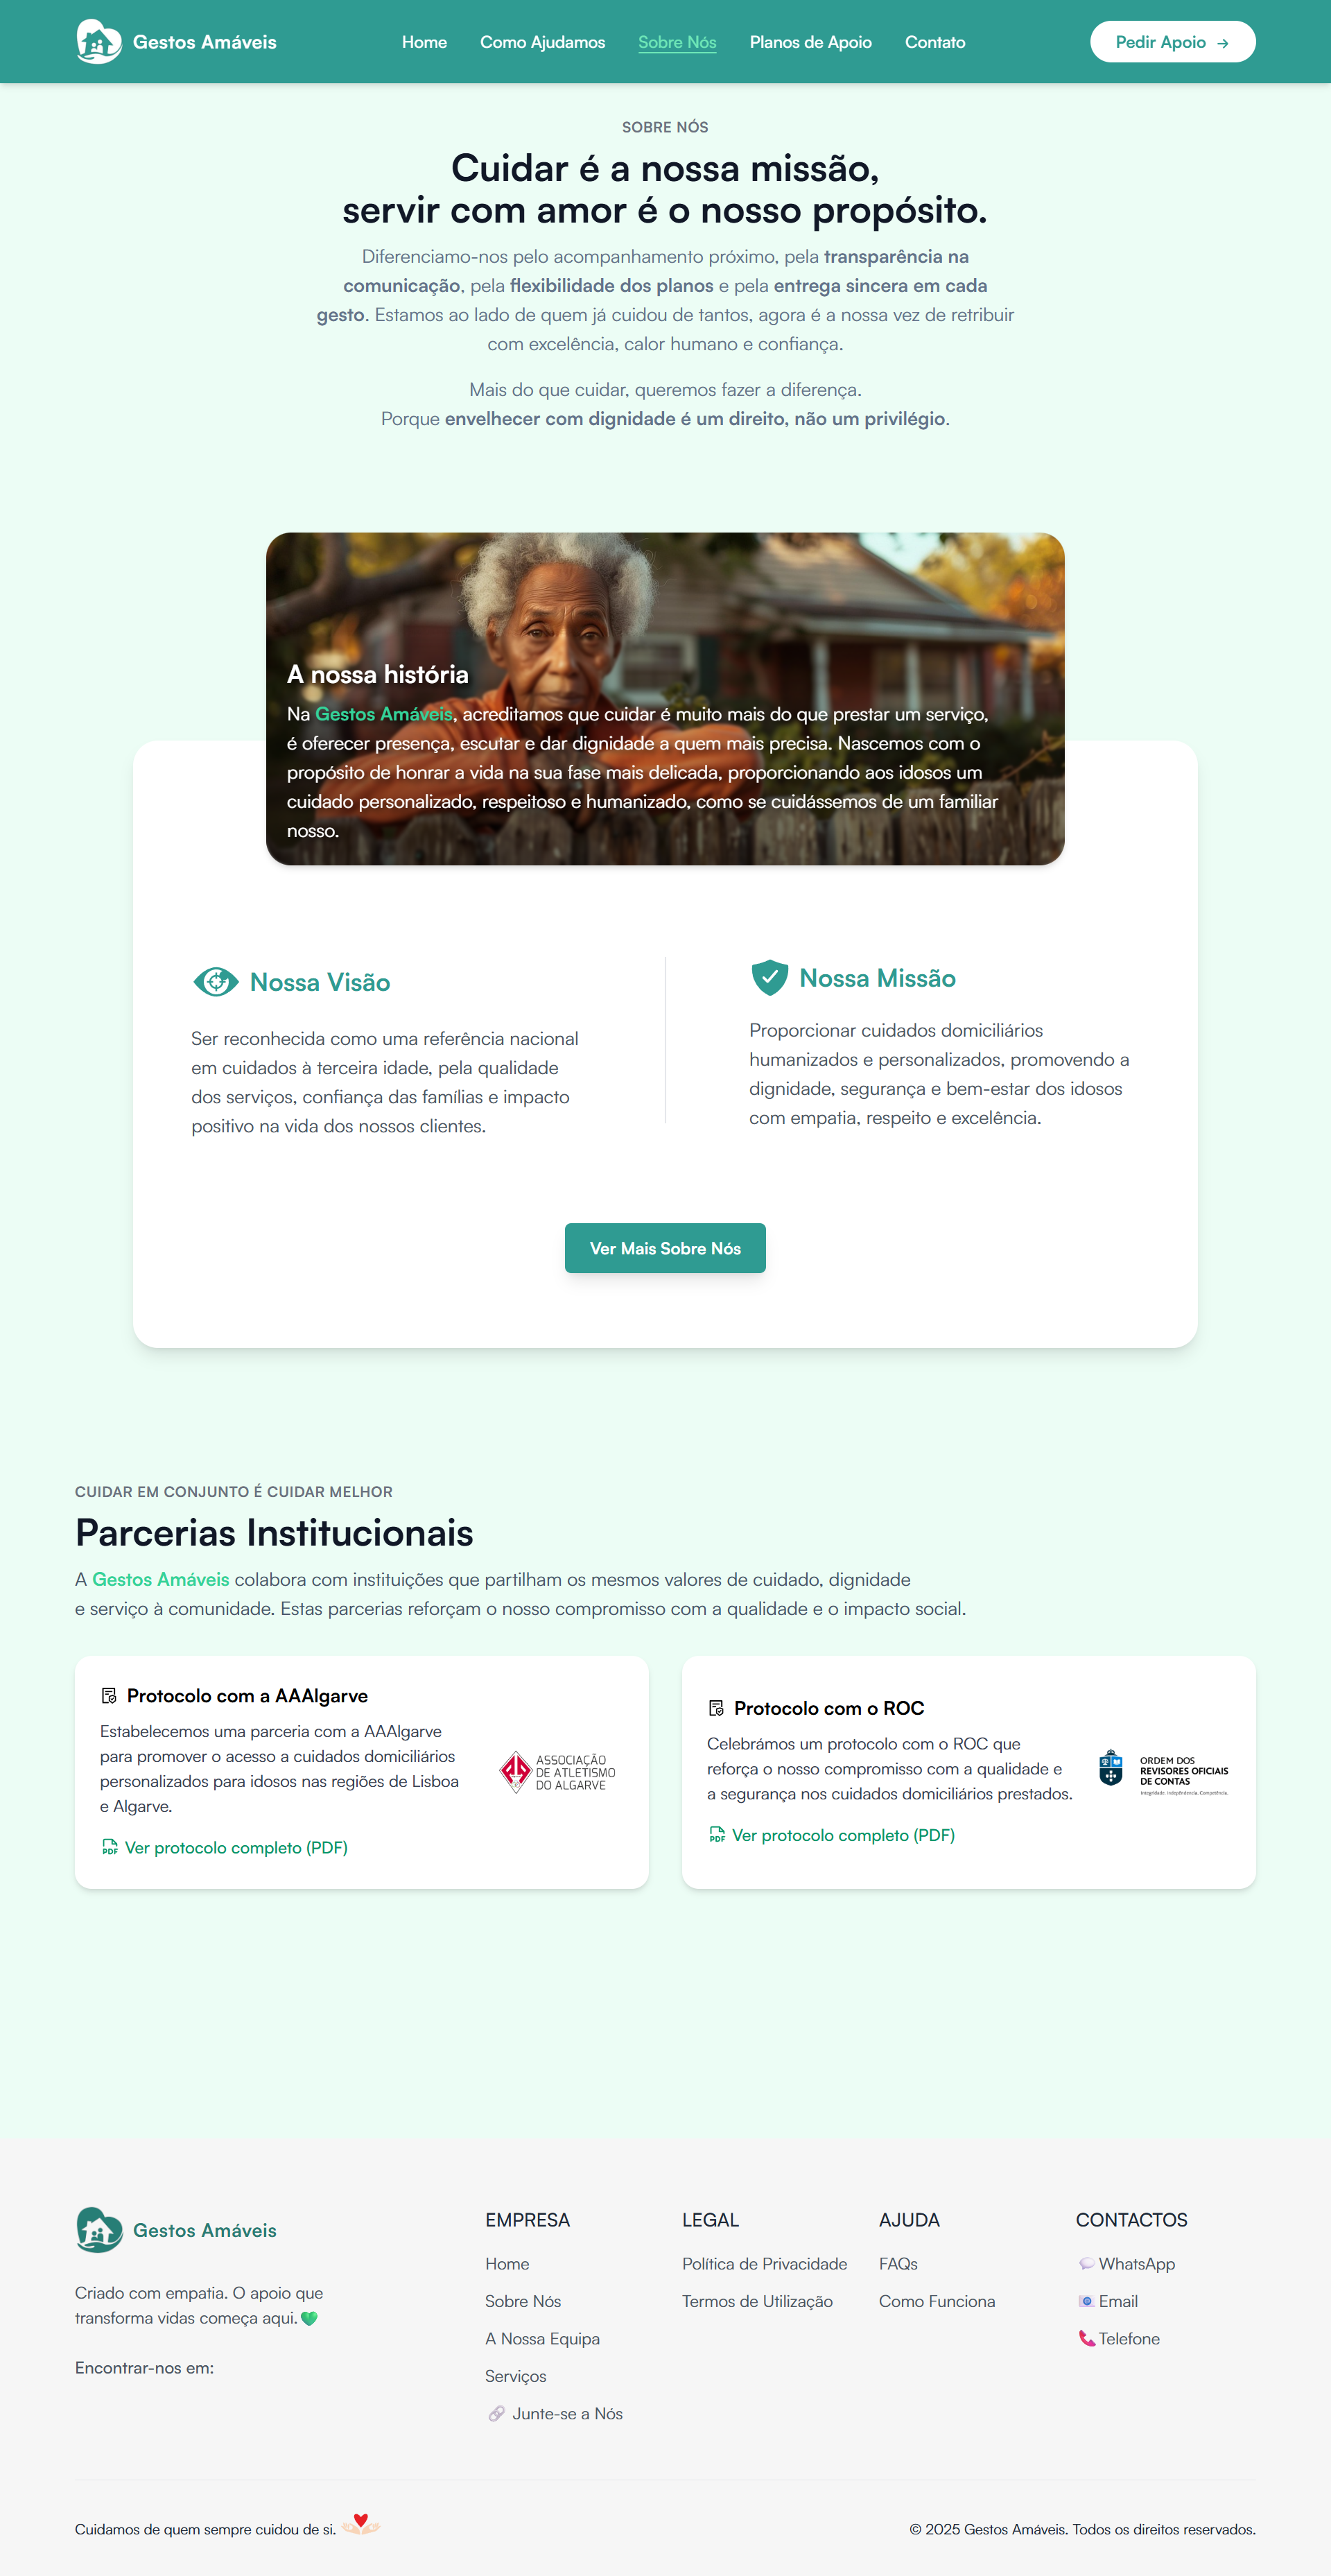 Gestos Amáveis
Home
Como Ajudamos
Sobre Nós
Planos de Apoio
Contato
Pedir Apoio →
SOBRE NÓS
Cuidar é a nossa missão,
servir com amor é o nosso propósito.
Diferenciamo-nos pelo acompanhamento próximo, pela transparência na
comunicação, pela flexibilidade dos planos e pela entrega sincera em cada
gesto. Estamos ao lado de quem já cuidou de tantos, agora é a nossa vez de retribuir
com excelência, calor humano e confiança.
Mais do que cuidar, queremos fazer a diferença.
Porque envelhecer com dignidade é um direito, não um privilégio.
A nossa história
Na Gestos Amáveis, acreditamos que cuidar é muito mais do que prestar um serviço,
é oferecer presença, escutar e dar dignidade a quem mais precisa. Nascemos com o
propósito de honrar a vida na sua fase mais delicada, proporcionando aos idosos um
cuidado personalizado, respeitoso e humanizado, como se cuidássemos de um familiar
nosso.
Nossa Visão
Ser reconhecida como uma referência nacional
em cuidados à terceira idade, pela qualidade
dos serviços, confiança das famílias e impacto
positivo na vida dos nossos clientes.
Nossa Missão
Proporcionar cuidados domiciliários
humanizados e personalizados, promovendo a
dignidade, segurança e bem-estar dos idosos
com empatia, respeito e excelência.
Ver Mais Sobre Nós
CUIDAR EM CONJUNTO É CUIDAR MELHOR
Parcerias Institucionais
A Gestos Amáveis colabora com instituições que partilham os mesmos valores de cuidado, dignidade
e serviço à comunidade. Estas parcerias reforçam o nosso compromisso com a qualidade e o impacto social.
Protocolo com a AAAlgarve
Estabelecemos uma parceria com a AAAlgarve
para promover o acesso a cuidados domiciliários
personalizados para idosos nas regiões de Lisboa
e Algarve.
PDF Ver protocolo completo (PDF)
ASSOCIAÇÃO
DE ATLETISMO
DO ALGARVE
Protocolo com o ROC
Celebrámos um protocolo com o ROC que
reforça o nosso compromisso com a qualidade e
a segurança nos cuidados domiciliários prestados.
PDF Ver protocolo completo (PDF)
ORDEM DOS
REVISORES OFICIAIS
DE CONTAS
Integridade. Independência. Competência.
Gestos Amáveis
Criado com empatia. O apoio que
transforma vidas começa aqui.
Encontrar-nos em:
EMPRESA
Home
Sobre Nós
A Nossa Equipa
Serviços
Junte-se a Nós
LEGAL
Política de Privacidade
Termos de Utilização
AJUDA
FAQs
Como Funciona
CONTACTOS
WhatsApp
Email
Telefone
Cuidamos de quem sempre cuidou de si.
© 2025 Gestos Amáveis. Todos os direitos reservados.